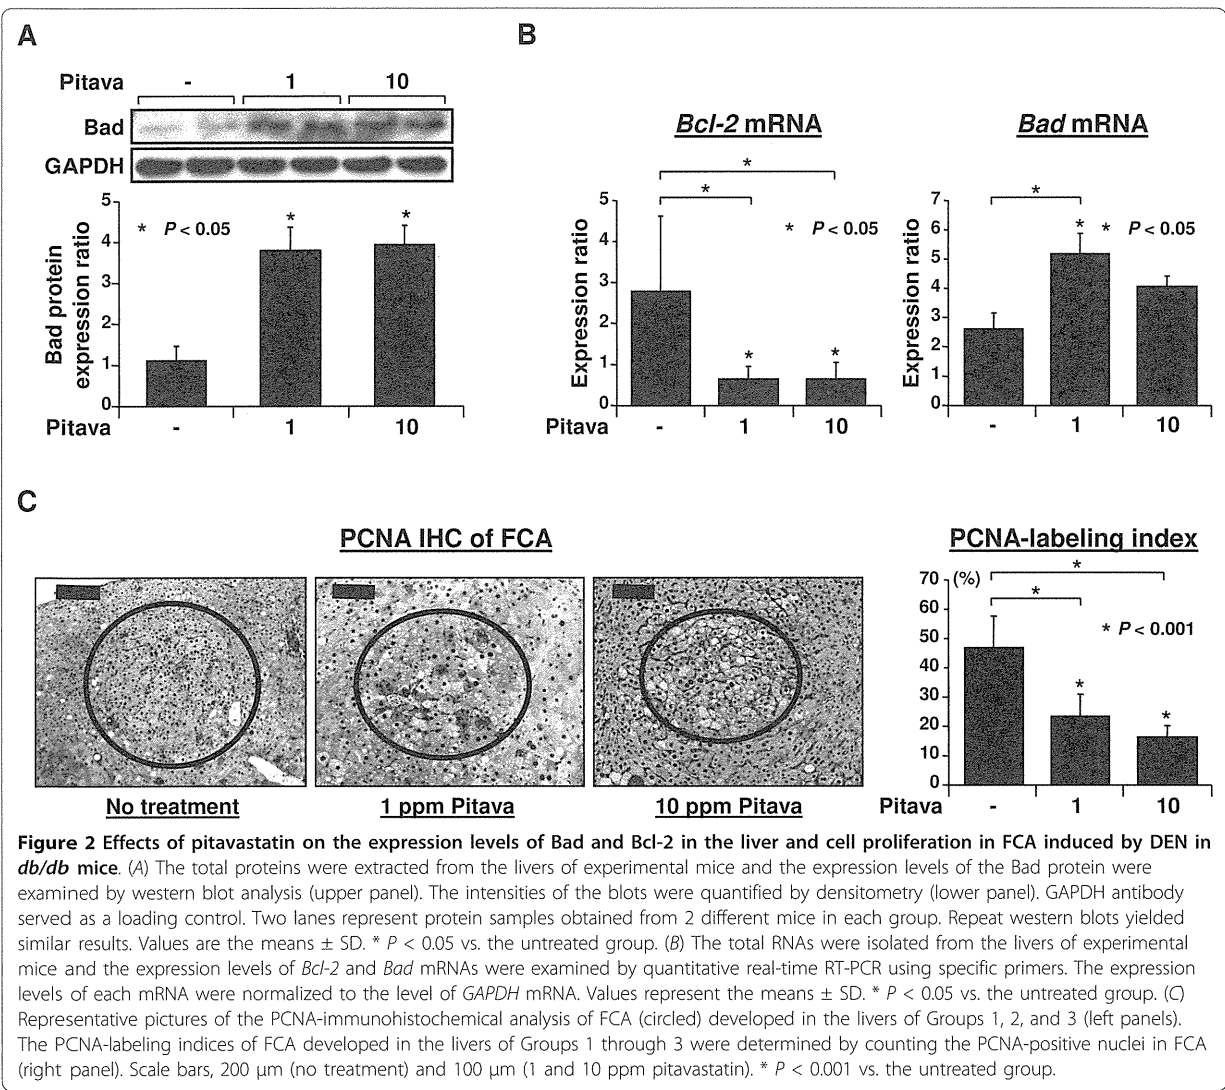 A
Pitava - 1 10
Bad
GAPDH
Bad protein
expression ratio
5
4
3
2
1
0
* P < 0.05
*
*
Pitava - 1 10
B
Bcl-2 mRNA
*
*
Expression ratio
5
4
3
2
1
0
* P < 0.05
*
*
Pitava - 1 10
Bad mRNA
*
Expression ratio
7
6
5
4
3
2
1
0
* * P < 0.05
- 1 10
C
PCNA IHC of FCA
No treatment
1 ppm Pitava
10 ppm Pitava
PCNA-labeling index
(%)
70
60
50
40
30
20
10
0
*
*
* P < 0.001
*
*
Pitava - 1 10
Figure 2 Effects of pitavastatin on the expression levels of Bad and Bcl-2 in the liver and cell proliferation in FCA induced by DEN in
db/db mice. (A) The total proteins were extracted from the livers of experimental mice and the expression levels of the Bad protein were
examined by western blot analysis (upper panel). The intensities of the blots were quantified by densitometry (lower panel). GAPDH antibody
served as a loading control. Two lanes represent protein samples obtained from 2 different mice in each group. Repeat western blots yielded
similar results. Values are the means ± SD. * P < 0.05 vs. the untreated group. (B) The total RNAs were isolated from the livers of experimental
mice and the expression levels of Bcl-2 and Bad mRNAs were examined by quantitative real-time RT-PCR using specific primers. The expression
levels of each mRNA were normalized to the level of GAPDH mRNA. Values represent the means ± SD. * P < 0.05 vs. the untreated group. (C)
Representative pictures of the PCNA-immunohistochemical analysis of FCA (circled) developed in the livers of Groups 1, 2, and 3 (left panels).
The PCNA-labeling indices of FCA developed in the livers of Groups 1 through 3 were determined by counting the PCNA-positive nuclei in FCA
(right panel). Scale bars, 200 μm (no treatment) and 100 μm (1 and 10 ppm pitavastatin). * P < 0.001 vs. the untreated group.